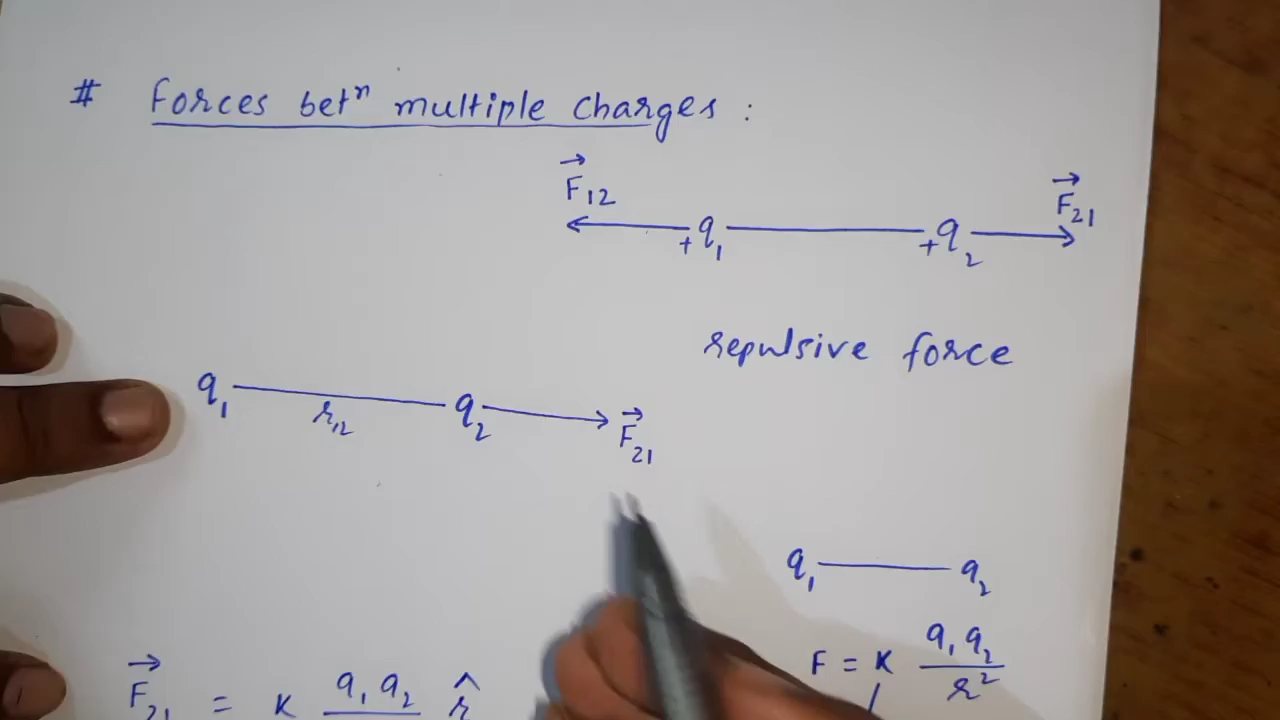 # Forces betⁿ multiple charges :
F⃗12 +q₁ +q₂ F⃗₂₁
repulsive force
q₁ r₁₂ q₂ F⃗₂₁
q₁ q₂
F = K q₁q₂ / r²
F⃗₂₁ = K q₁q₂ r̂